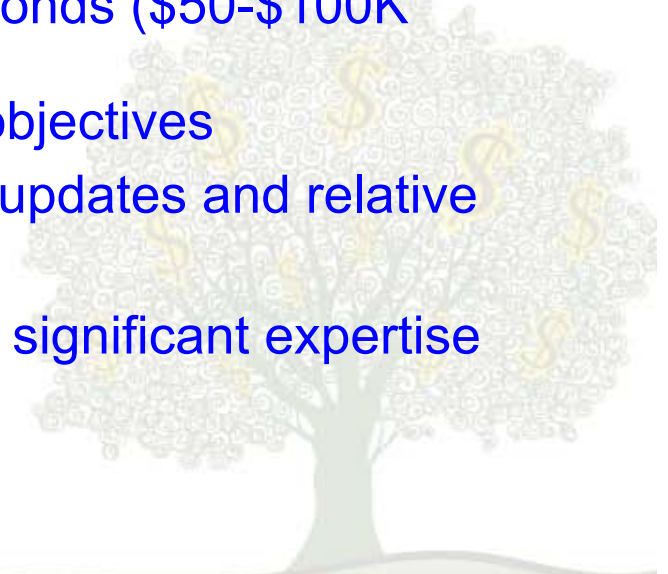 onds ($50-$100K
objectives
updates and relative
significant expertise